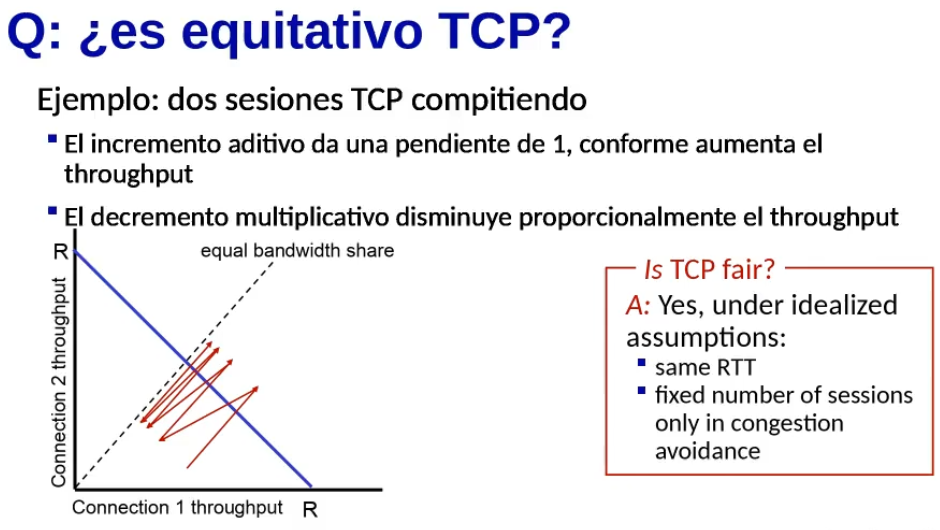 Q: ¿es equitativo TCP?
Ejemplo: dos sesiones TCP compitiendo
El incremento aditivo da una pendiente de 1, conforme aumenta el
throughput
El decremento multiplicativo disminuye proporcionalmente el throughput
R
equal bandwidth share
Connection 2 throughput
Connection 1 throughput
R
Is TCP fair?
A: Yes, under idealized
assumptions:
same RTT
fixed number of sessions
only in congestion
avoidance